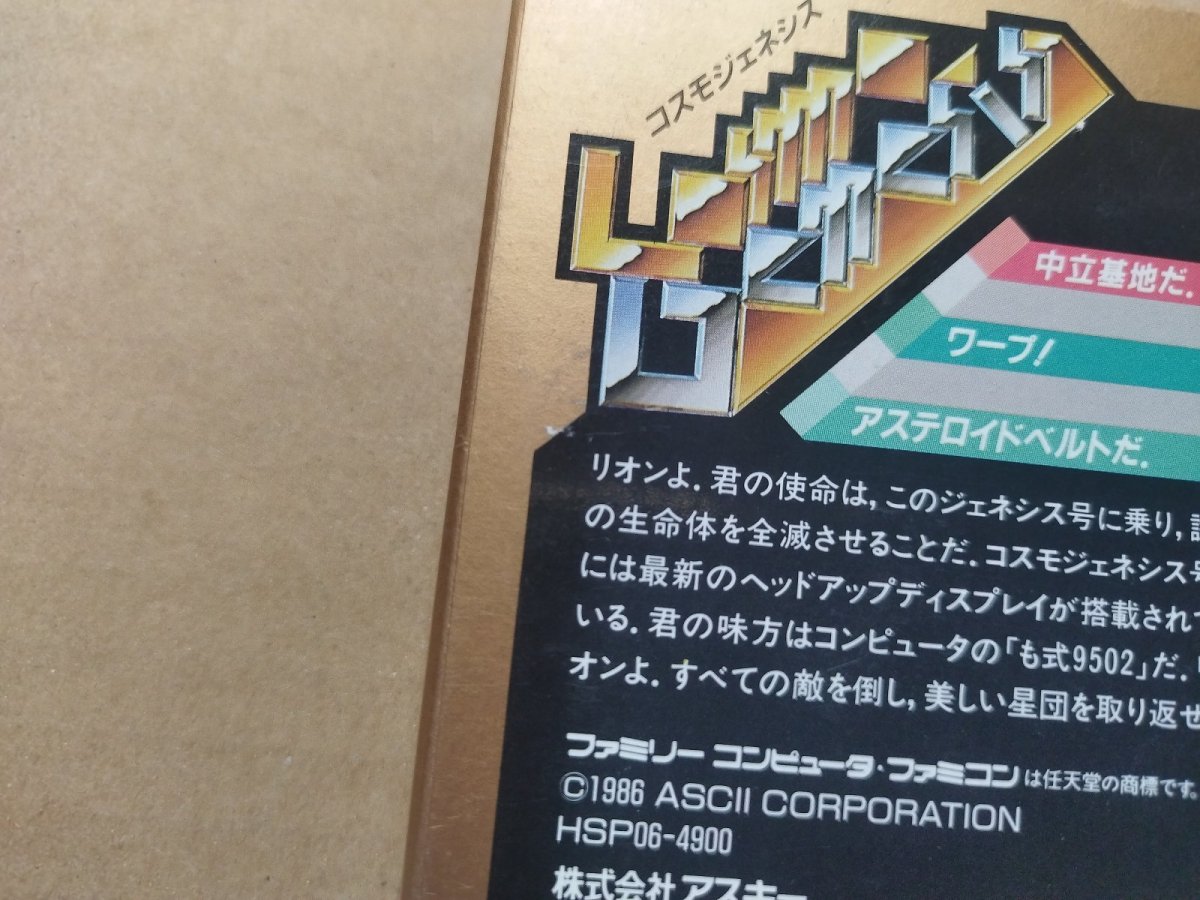 コスモジェネシス
中立基地だ.
ワープ!
アステロイドベルトだ.
リオンよ. 君の使命は, このジェネシス号に乗り,
の生命体を全滅させることだ. コスモジェネシス号
には最新のヘッドアップディスプレイが搭載されて
いる. 君の味方はコンピュータの「も式9502」だ.
オンよ. すべての敵を倒し, 美しい星団を取り返せ
ファミリー コンピュータ・ファミコンは任天堂の商標です.
©1986 ASCII CORPORATION
HSP06-4900
株式会社アスキー